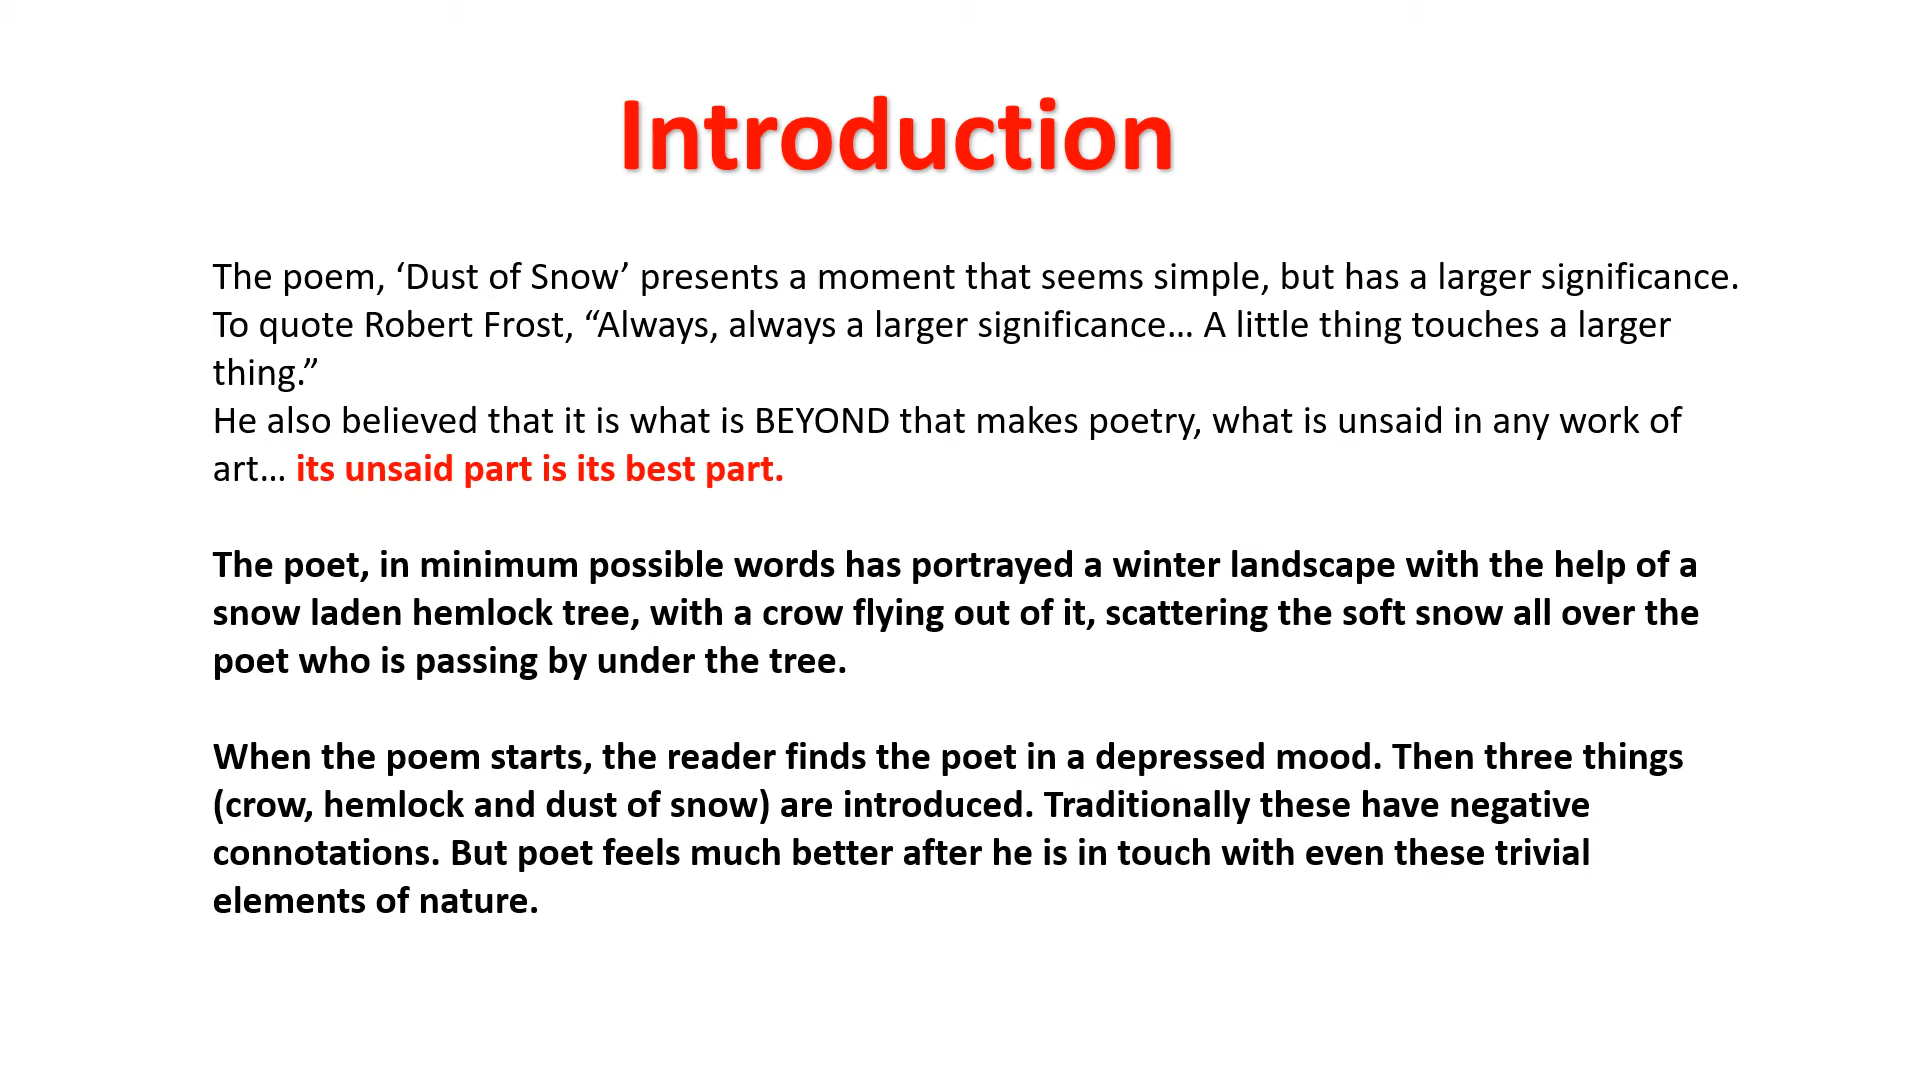 Introduction
The poem, ‘Dust of Snow’ presents a moment that seems simple, but has a larger significance.
To quote Robert Frost, “Always, always a larger significance… A little thing touches a larger
thing.”
He also believed that it is what is BEYOND that makes poetry, what is unsaid in any work of
art… its unsaid part is its best part.
The poet, in minimum possible words has portrayed a winter landscape with the help of a
snow laden hemlock tree, with a crow flying out of it, scattering the soft snow all over the
poet who is passing by under the tree.
When the poem starts, the reader finds the poet in a depressed mood. Then three things
(crow, hemlock and dust of snow) are introduced. Traditionally these have negative
connotations. But poet feels much better after he is in touch with even these trivial
elements of nature.